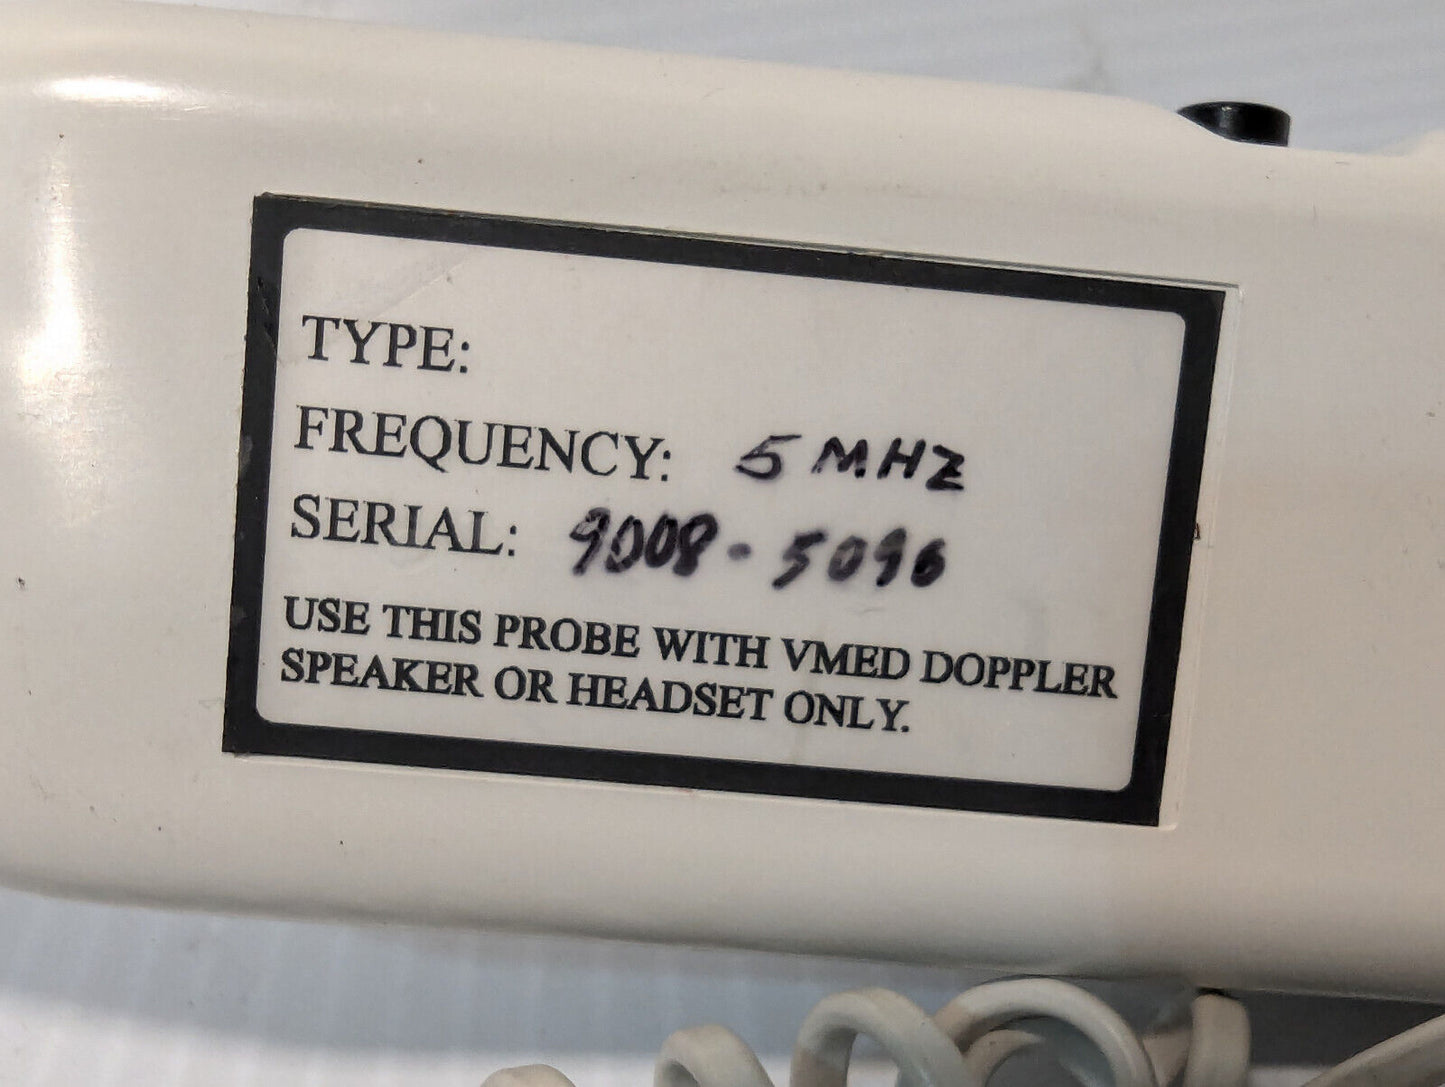 TYPE:
FREQUENCY: 5 MHZ
SERIAL: 9008-5096
USE THIS PROBE WITH VMED DOPPLER
SPEAKER OR HEADSET ONLY.